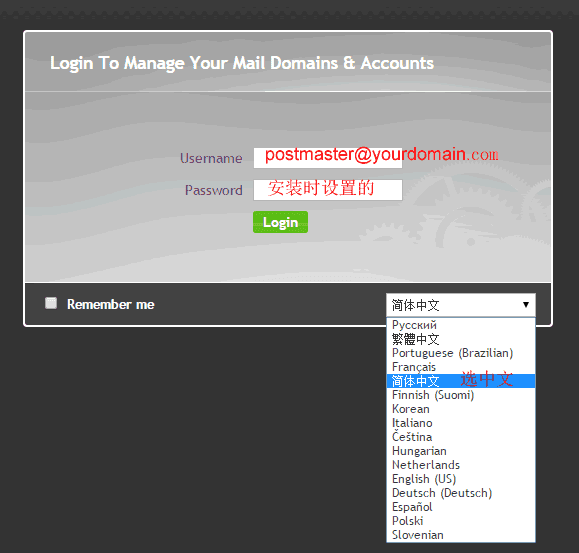 Login To Manage Your Mail Domains & Accounts
Username postmaster@yourdomain.com
Password 安装时设置的
Login
Remember me 简体中文
Русский
繁體中文
Portuguese (Brazilian)
Français
简体中文 选中文
Finnish (Suomi)
Korean
Italiano
Čeština
Hungarian
Netherlands
English (US)
Deutsch (Deutsch)
Español
Polski
Slovenian